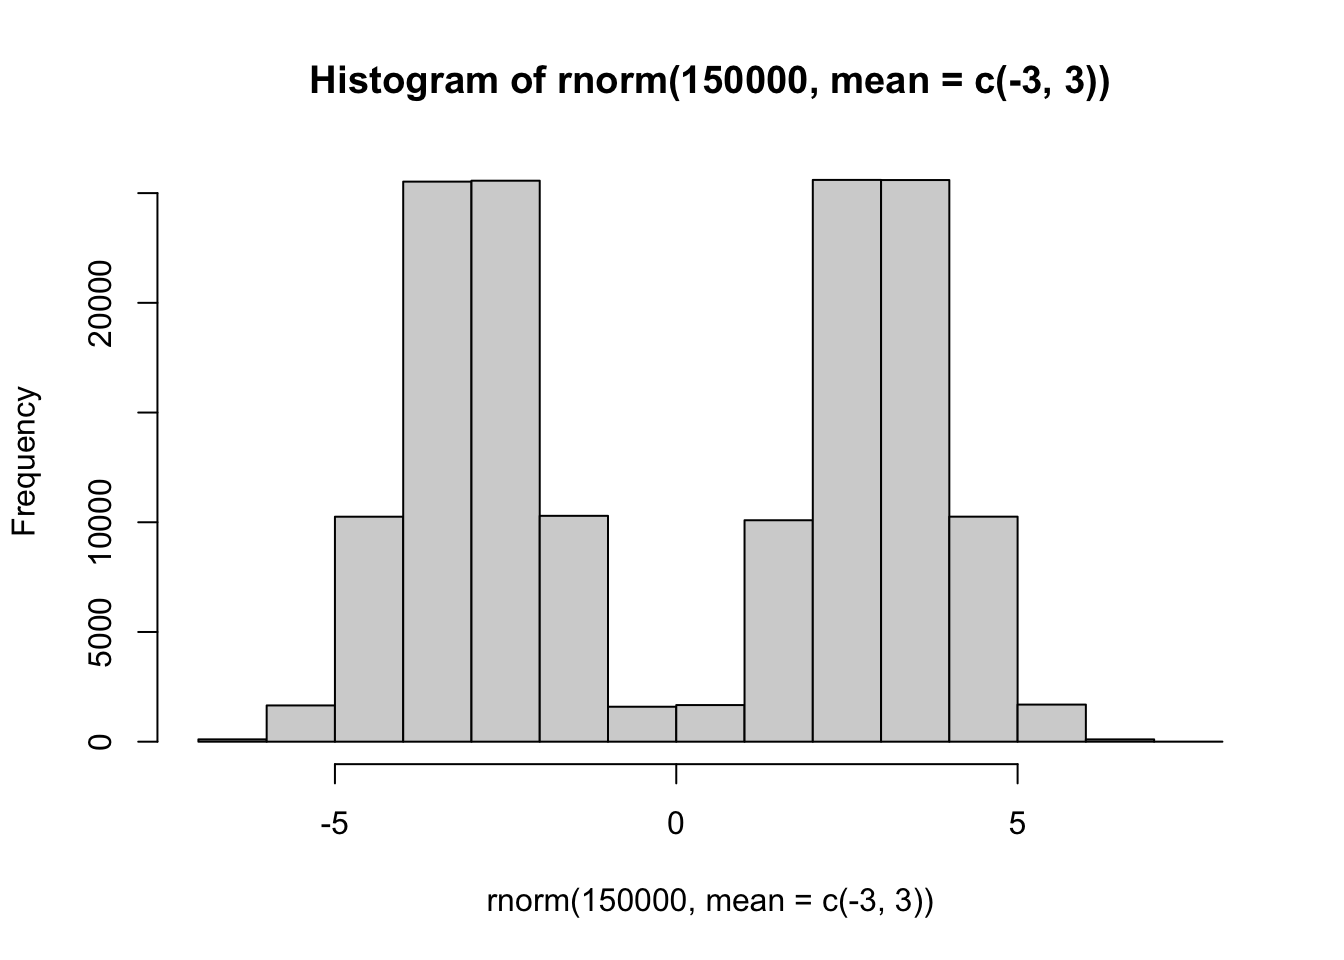 Histogram of rnorm(150000, mean = c(-3, 3))
Frequency
20000
10000
5000
0
-5 0 5
rnorm(150000, mean = c(-3, 3))